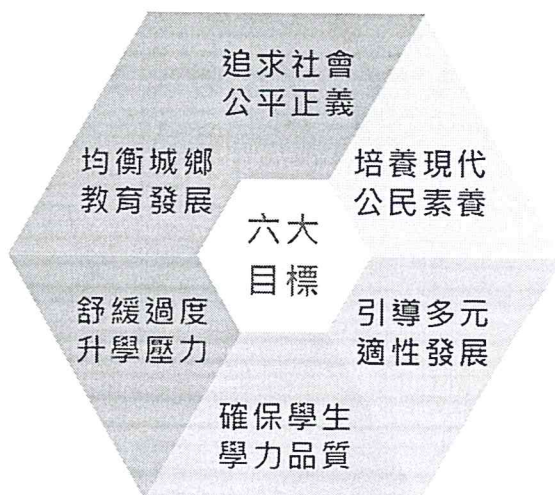 追求社會
公平正義
培養現代
公民素養
引導多元
適性發展
確保學生
學力品質
舒緩過度
升學壓力
均衡城鄉
教育發展
六大
目標